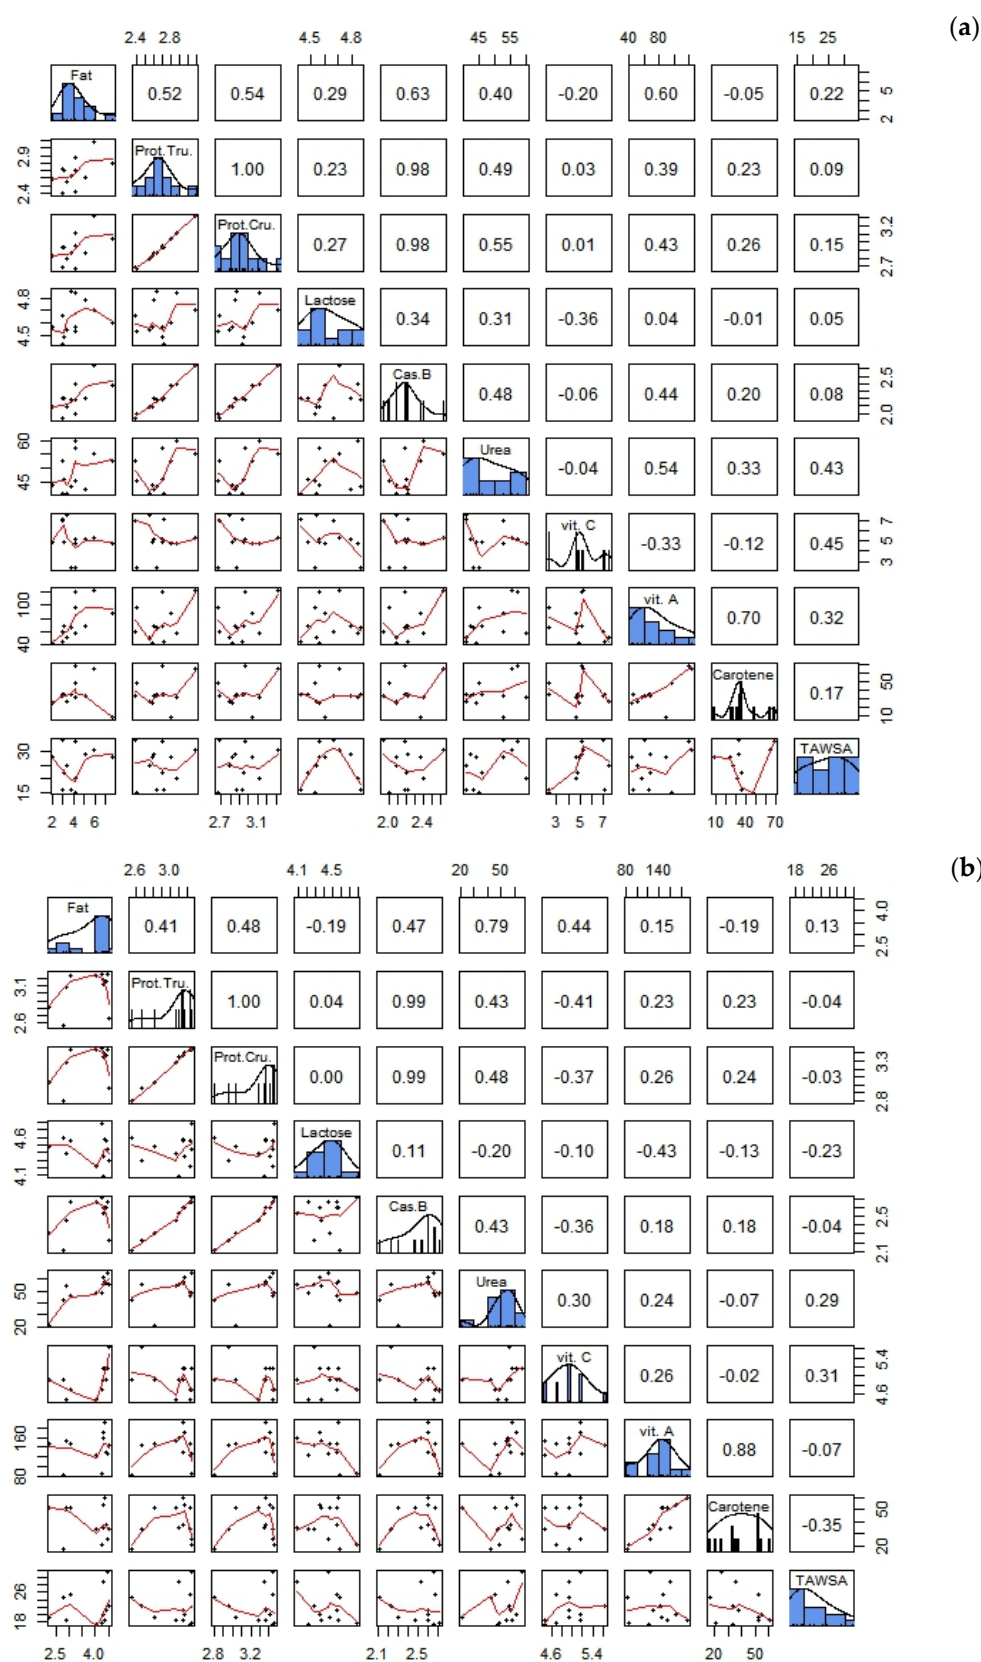 (a)
2.4 2.8 4.5 4.8 45 55 40 80 15 25
Fat 0.52 0.54 0.29 0.63 0.40 -0.20 0.60 -0.05 0.22 2 5
2.4 2.9 Prot.Tru. 1.00 0.23 0.98 0.49 0.03 0.39 0.23 0.09
Prot.Cru. 0.27 0.98 0.55 0.01 0.43 0.26 0.15 2.7 3.2
4.5 4.8 Lactose 0.34 0.31 -0.36 0.04 -0.01 0.05
Cas.B 0.48 -0.06 0.44 0.20 0.08 2.0 2.5
45 60 Urea -0.04 0.54 0.33 0.43
vit. C -0.33 -0.12 0.45 3 5 7
40 100 vit. A 0.70 0.32
Carotene 0.17 10 50
15 30 TAWSA
2 4 6 2.7 3.1 2.0 2.4 3 5 7 10 40 70
(b)
2.6 3.0 4.1 4.5 20 50 80 140 18 26
Fat 0.41 0.48 -0.19 0.47 0.79 0.44 0.15 -0.19 0.13 2.5 4.0
2.6 3.1 Prot.Tru. 1.00 0.04 0.99 0.43 -0.41 0.23 0.23 -0.04
Prot.Cru. 0.00 0.99 0.48 -0.37 0.26 0.24 -0.03 2.8 3.3
4.1 4.6 Lactose 0.11 -0.20 -0.10 -0.43 -0.13 -0.23
Cas.B 0.43 -0.36 0.18 0.18 -0.04 2.1 2.5
20 50 Urea 0.30 0.24 -0.07 0.29
vit. C 0.26 -0.02 0.31 4.6 5.4
80 160 vit. A 0.88 -0.07
Carotene -0.35 20 50
18 26 TAWSA
2.5 4.0 2.8 3.2 2.1 2.5 4.6 5.4 20 50